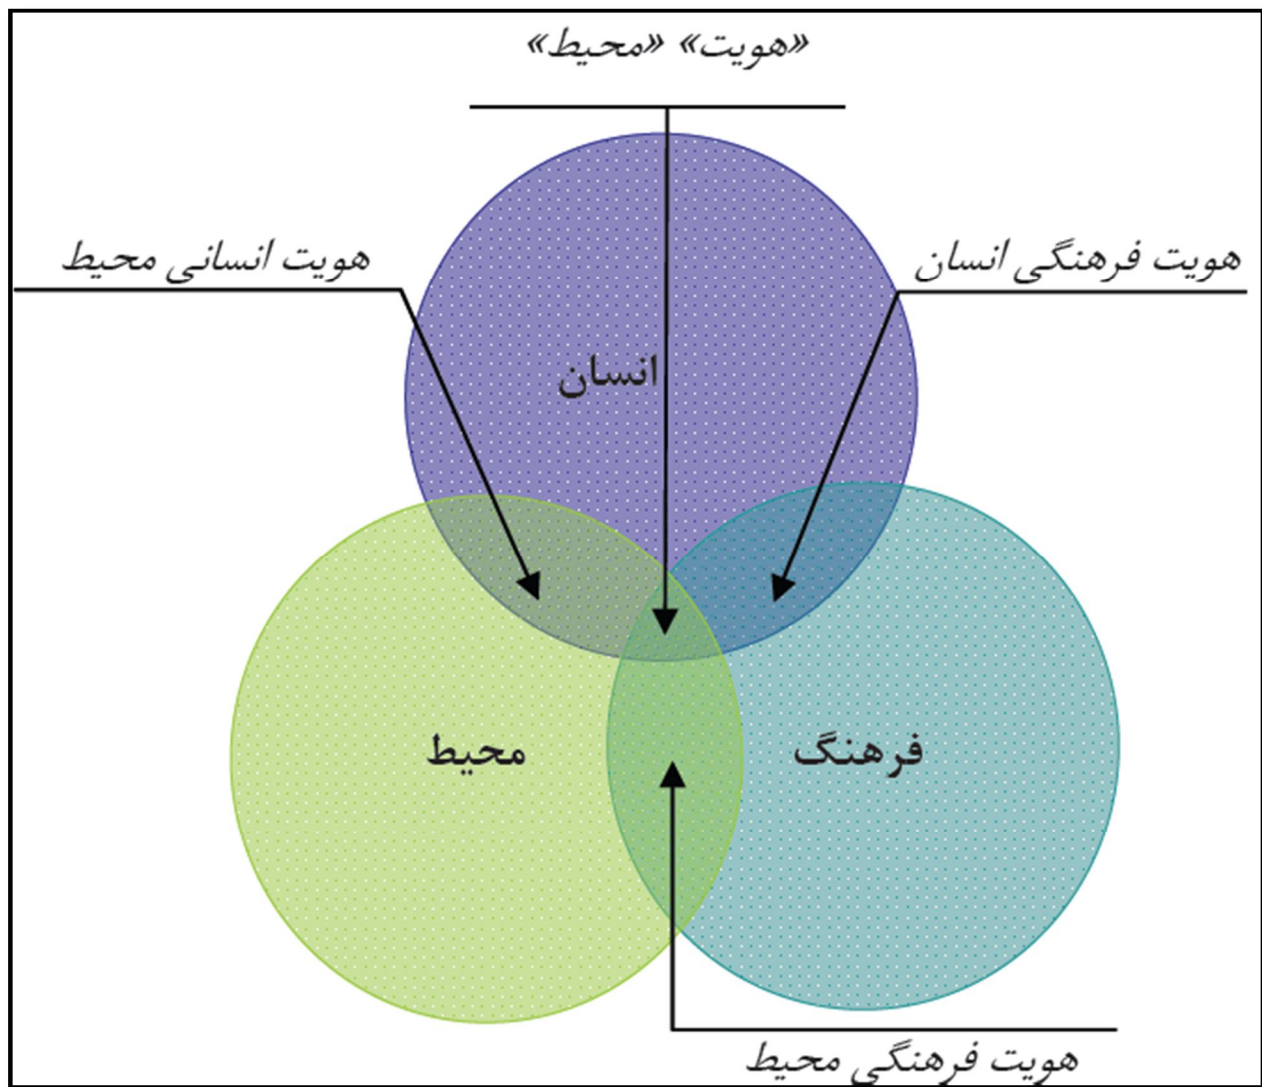 «هویت» «محیط»
هویت فرهنگی انسان
هویت انسانی محیط
انسان
فرهنگ
محیط
هویت فرهنگی محیط